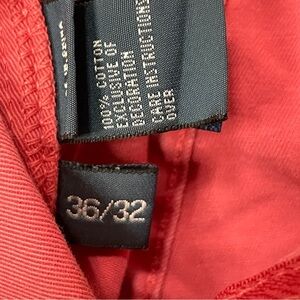 100% COTTON
EXCLUSIVE OF
DECORATION
CARE INSTRUCTIONS
OVER
36/32